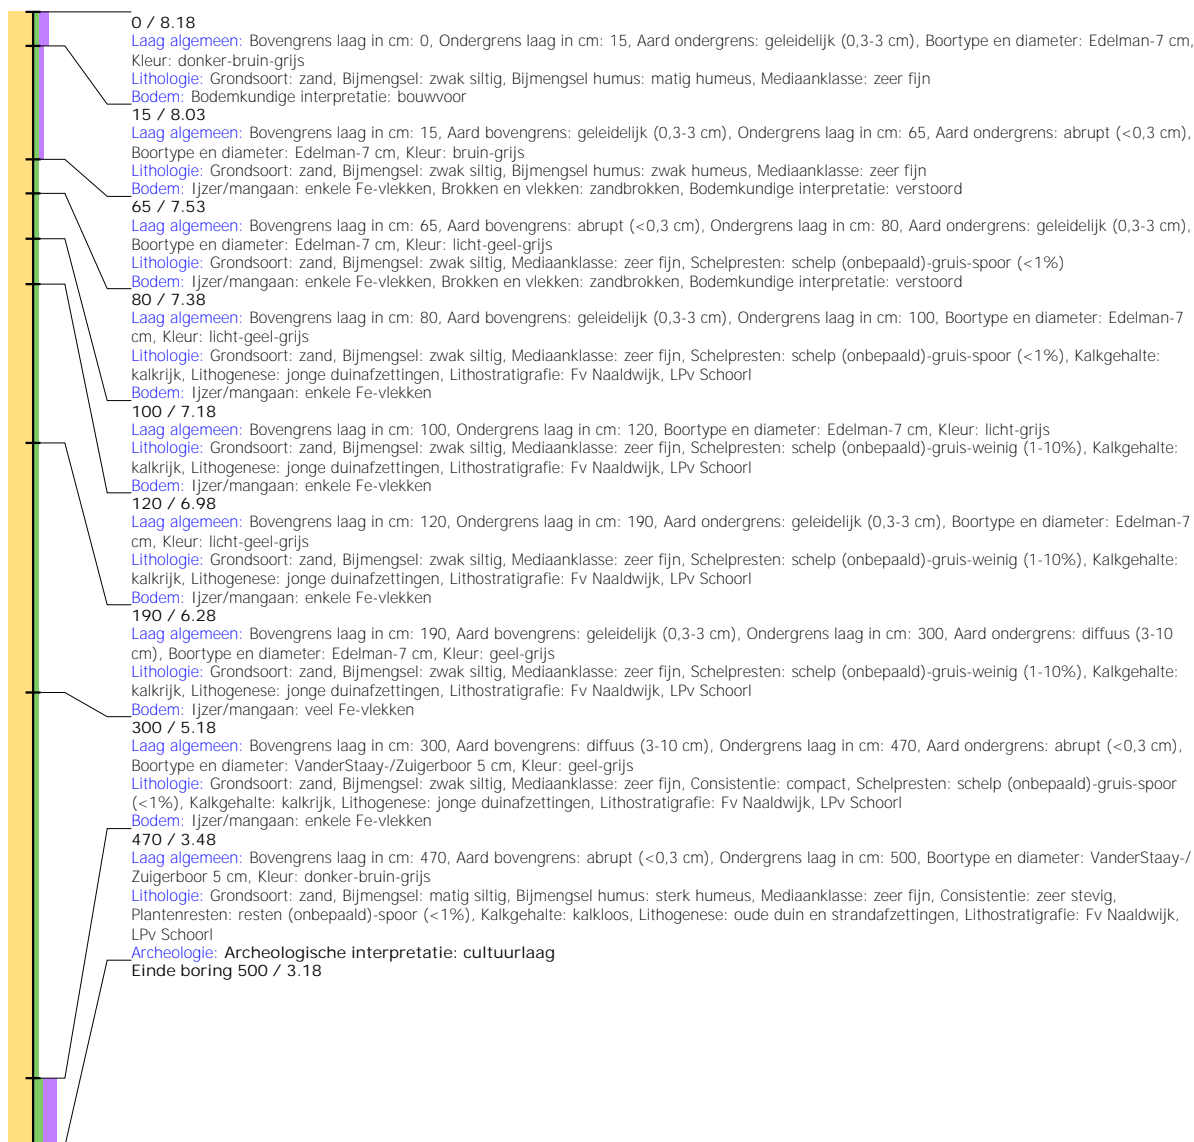 0 / 8.18
Laag algemeen: Bovengrens laag in cm: 0, Ondergrens laag in cm: 15, Aard ondergrens: geleidelijk (0,3-3 cm), Boortype en diameter: Edelman-7 cm,
Kleur: donker-bruin-grijs
Lithologie: Grondsoort: zand, Bijmengsel: zwak siltig, Bijmengsel humus: matig humeus, Mediaanklasse: zeer fijn
Bodem: Bodemkundige interpretatie: bouwvoor
15 / 8.03
Laag algemeen: Bovengrens laag in cm: 15, Aard bovengrens: geleidelijk (0,3-3 cm), Ondergrens laag in cm: 65, Aard ondergrens: abrupt (<0,3 cm),
Boortype en diameter: Edelman-7 cm, Kleur: bruin-grijs
Lithologie: Grondsoort: zand, Bijmengsel: zwak siltig, Bijmengsel humus: zwak humeus, Mediaanklasse: zeer fijn
Bodem: Ijzer/mangaan: enkele Fe-vlekken, Brokken en vlekken: zandbrokken, Bodemkundige interpretatie: verstoord
65 / 7.53
Laag algemeen: Bovengrens laag in cm: 65, Aard bovengrens: abrupt (<0,3 cm), Ondergrens laag in cm: 80, Aard ondergrens: geleidelijk (0,3-3 cm),
Boortype en diameter: Edelman-7 cm, Kleur: licht-geel-grijs
Lithologie: Grondsoort: zand, Bijmengsel: zwak siltig, Mediaanklasse: zeer fijn, Schelpresten: schelp (onbepaald)-gruis-spoor (<1%)
Bodem: Ijzer/mangaan: enkele Fe-vlekken, Brokken en vlekken: zandbrokken, Bodemkundige interpretatie: verstoord
80 / 7.38
Laag algemeen: Bovengrens laag in cm: 80, Aard bovengrens: geleidelijk (0,3-3 cm), Ondergrens laag in cm: 100, Boortype en diameter: Edelman-7
cm, Kleur: licht-geel-grijs
Lithologie: Grondsoort: zand, Bijmengsel: zwak siltig, Mediaanklasse: zeer fijn, Schelpresten: schelp (onbepaald)-gruis-spoor (<1%), Kalkgehalte:
kalkrijk, Lithogenese: jonge duinafzettingen, Lithostratigrafie: Fv Naaldwijk, LPv Schoorl
Bodem: Ijzer/mangaan: enkele Fe-vlekken
100 / 7.18
Laag algemeen: Bovengrens laag in cm: 100, Ondergrens laag in cm: 120, Boortype en diameter: Edelman-7 cm, Kleur: licht-grijs
Lithologie: Grondsoort: zand, Bijmengsel: zwak siltig, Mediaanklasse: zeer fijn, Schelpresten: schelp (onbepaald)-gruis-weinig (1-10%), Kalkgehalte:
kalkrijk, Lithogenese: jonge duinafzettingen, Lithostratigrafie: Fv Naaldwijk, LPv Schoorl
Bodem: Ijzer/mangaan: enkele Fe-vlekken
120 / 6.98
Laag algemeen: Bovengrens laag in cm: 120, Ondergrens laag in cm: 190, Aard ondergrens: geleidelijk (0,3-3 cm), Boortype en diameter: Edelman-7
cm, Kleur: licht-geel-grijs
Lithologie: Grondsoort: zand, Bijmengsel: zwak siltig, Mediaanklasse: zeer fijn, Schelpresten: schelp (onbepaald)-gruis-weinig (1-10%), Kalkgehalte:
kalkrijk, Lithogenese: jonge duinafzettingen, Lithostratigrafie: Fv Naaldwijk, LPv Schoorl
Bodem: Ijzer/mangaan: enkele Fe-vlekken
190 / 6.28
Laag algemeen: Bovengrens laag in cm: 190, Aard bovengrens: geleidelijk (0,3-3 cm), Ondergrens laag in cm: 300, Aard ondergrens: diffuus (3-10
cm), Boortype en diameter: Edelman-7 cm, Kleur: geel-grijs
Lithologie: Grondsoort: zand, Bijmengsel: zwak siltig, Mediaanklasse: zeer fijn, Schelpresten: schelp (onbepaald)-gruis-weinig (1-10%), Kalkgehalte:
kalkrijk, Lithogenese: jonge duinafzettingen, Lithostratigrafie: Fv Naaldwijk, LPv Schoorl
Bodem: Ijzer/mangaan: veel Fe-vlekken
300 / 5.18
Laag algemeen: Bovengrens laag in cm: 300, Aard bovengrens: diffuus (3-10 cm), Ondergrens laag in cm: 470, Aard ondergrens: abrupt (<0,3 cm),
Boortype en diameter: VanderStaay-/Zuigerboor 5 cm, Kleur: geel-grijs
Lithologie: Grondsoort: zand, Bijmengsel: zwak siltig, Mediaanklasse: zeer fijn, Consistentie: compact, Schelpresten: schelp (onbepaald)-gruis-spoor
(<1%), Kalkgehalte: kalkrijk, Lithogenese: jonge duinafzettingen, Lithostratigrafie: Fv Naaldwijk, LPv Schoorl
Bodem: Ijzer/mangaan: enkele Fe-vlekken
470 / 3.48
Laag algemeen: Bovengrens laag in cm: 470, Aard bovengrens: abrupt (<0,3 cm), Ondergrens laag in cm: 500, Boortype en diameter: VanderStaay-/
Zuigerboor 5 cm, Kleur: donker-bruin-grijs
Lithologie: Grondsoort: zand, Bijmengsel: matig siltig, Bijmengsel humus: sterk humeus, Mediaanklasse: zeer fijn, Consistentie: zeer stevig,
Plantenresten: resten (onbepaald)-spoor (<1%), Kalkgehalte: kalkloos, Lithogenese: oude duin en strandafzettingen, Lithostratigrafie: Fv Naaldwijk,
LPv Schoorl
Archeologie: Archeologische interpretatie: cultuurlaag
Einde boring 500 / 3.18